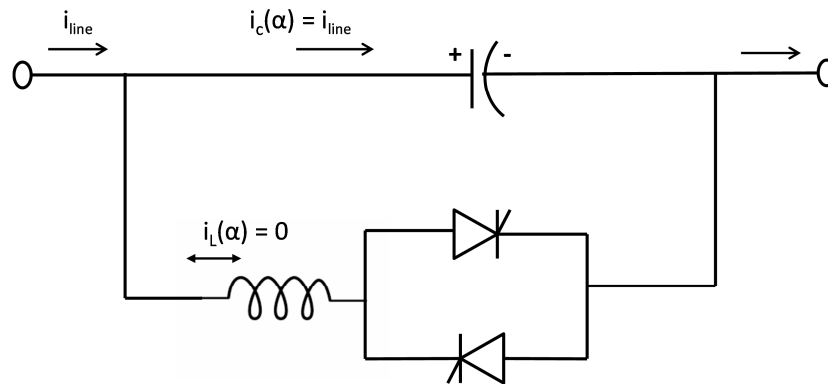 i_line
i_c(α) = i_line
+ -
i_L(α) = 0